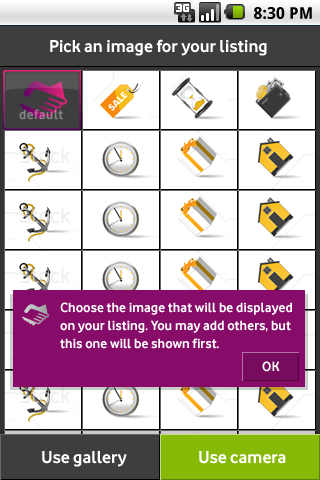 3G
8:30 PM
Pick an image for your listing
default
SALE
Choose the image that will be displayed
on your listing. You may add others, but
this one will be shown first.
OK
Use gallery
Use camera